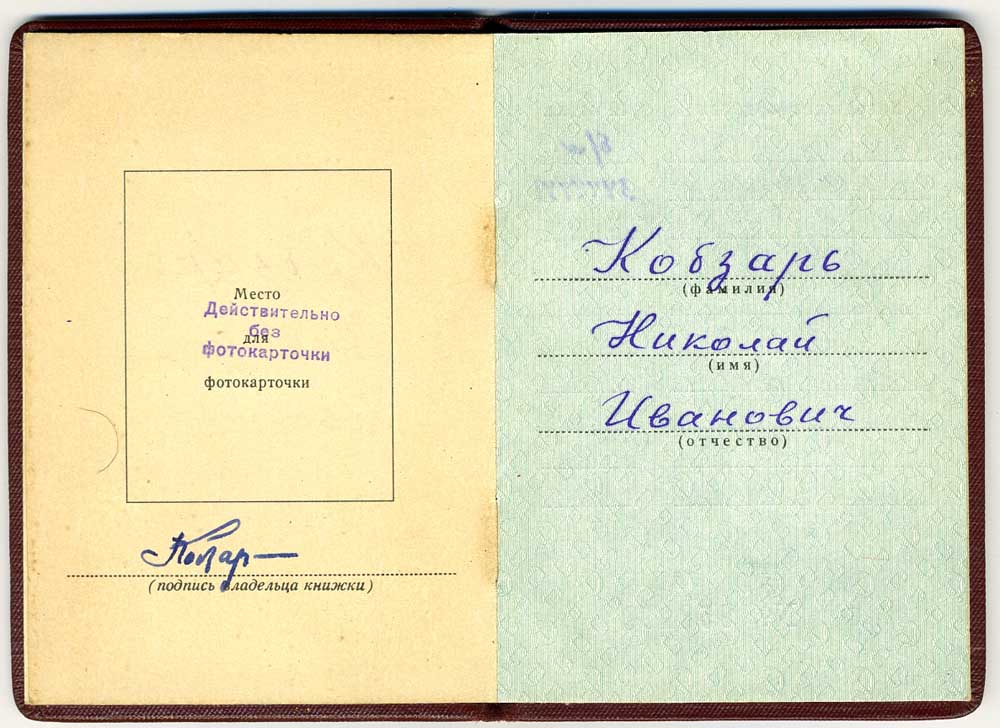 Место
Действительно
без
для
фотокарточки
фотокарточки
(подпись владельца книжки)
Кобзарь
(фамилия)
Николай
(имя)
Иванович
(отчество)